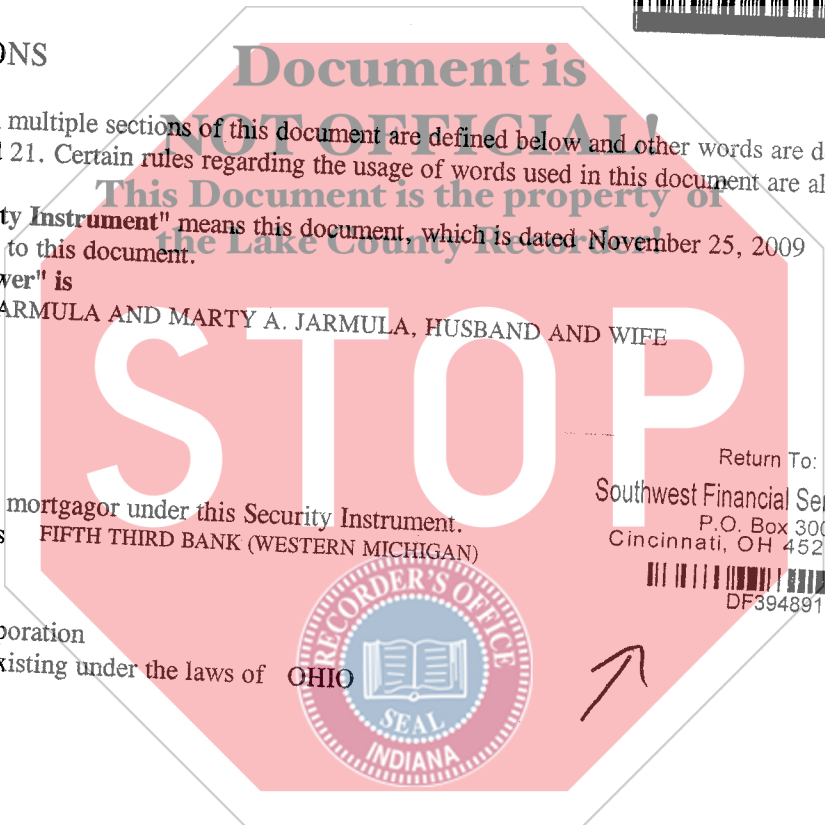 ONS
Document is
NOT OFFICIAL!
multiple sections of this document are defined below and other words are d
21. Certain rules regarding the usage of words used in this document are al
This Document is the property of
the Lake County Recorder!
ty Instrument" means this document, which is dated November 25, 2009
to this document.
wer" is
ARMULA AND MARTY A. JARMULA, HUSBAND AND WIFE
STOP
Return To:
Southwest Financial Ser
P.O. Box 300
Cincinnati, OH 452
DF394891
mortgagor under this Security Instrument.
s FIFTH THIRD BANK (WESTERN MICHIGAN)
poration
xisting under the laws of OHIO
RECORDER'S OFFICE
SEAL
INDIANA